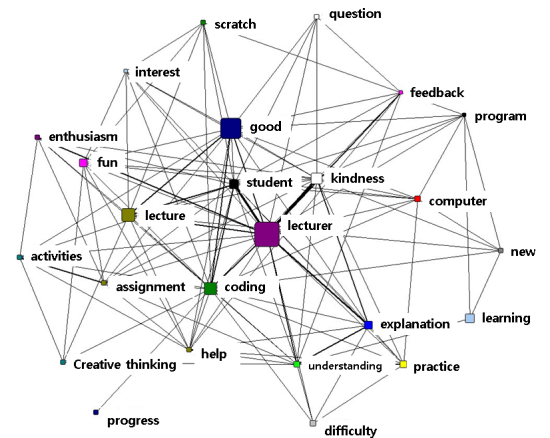 question
scratch
interest
feedback
program
good
enthusiasm
fun
student
kindness
computer
lecture
lecturer
new
activities
assignment
coding
learning
explanation
help
Creative thinking
understanding
practice
progress
difficulty